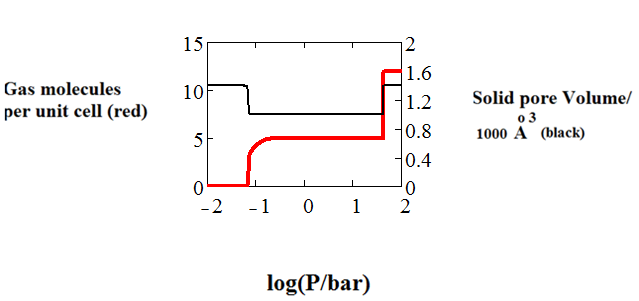 15
2
Gas molecules
per unit cell (red)
10
5
0
1.6
1.2
0.8
0.4
0
Solid pore Volume/
1000 Å3 (black)
-2 -1 0 1 2
log(P/bar)